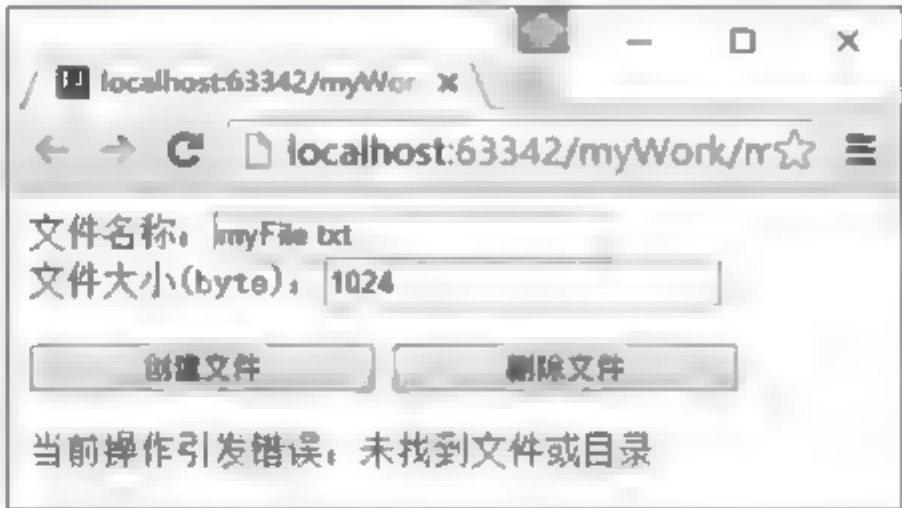 localhost:63342/myWor
localhost:63342/myWork/m
文件名称：myFile txt
文件大小(byte)：1024
创建文件 删除文件
当前操作引发错误：未找到文件或目录